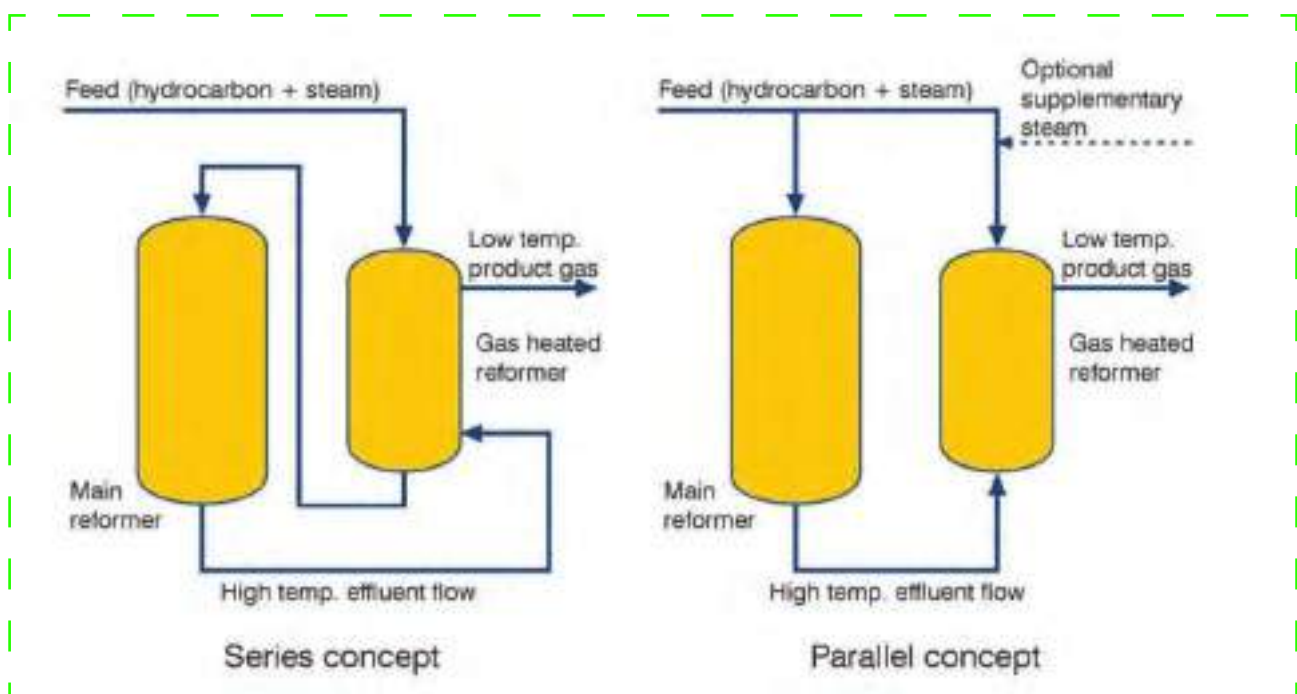 Feed (hydrocarbon + steam)
Low temp.
product gas
Gas heated
reformer
Main
reformer
High temp. effluent flow
Series concept
Feed (hydrocarbon + steam)
Optional
supplementary
steam
Low temp.
product gas
Gas heated
reformer
Main
reformer
High temp. effluent flow
Parallel concept